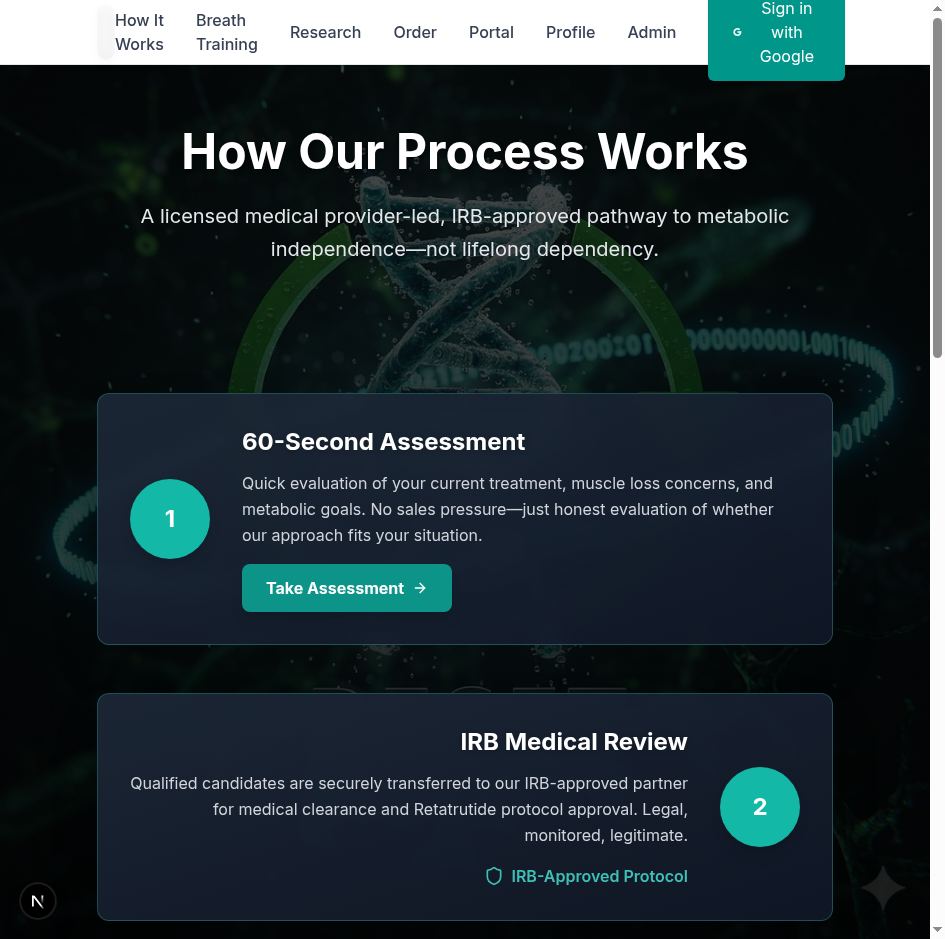 How It
Works
Breath
Training
Research
Order
Portal
Profile
Admin
G
Sign in
with
Google
How Our Process Works
A licensed medical provider-led, IRB-approved pathway to metabolic
independence—not lifelong dependency.
60-Second Assessment
1
Quick evaluation of your current treatment, muscle loss concerns, and
metabolic goals. No sales pressure—just honest evaluation of whether
our approach fits your situation.
Take Assessment →
IRB Medical Review
Qualified candidates are securely transferred to our IRB-approved partner
for medical clearance and Retatrutide protocol approval. Legal,
monitored, legitimate.
2
IRB-Approved Protocol
N